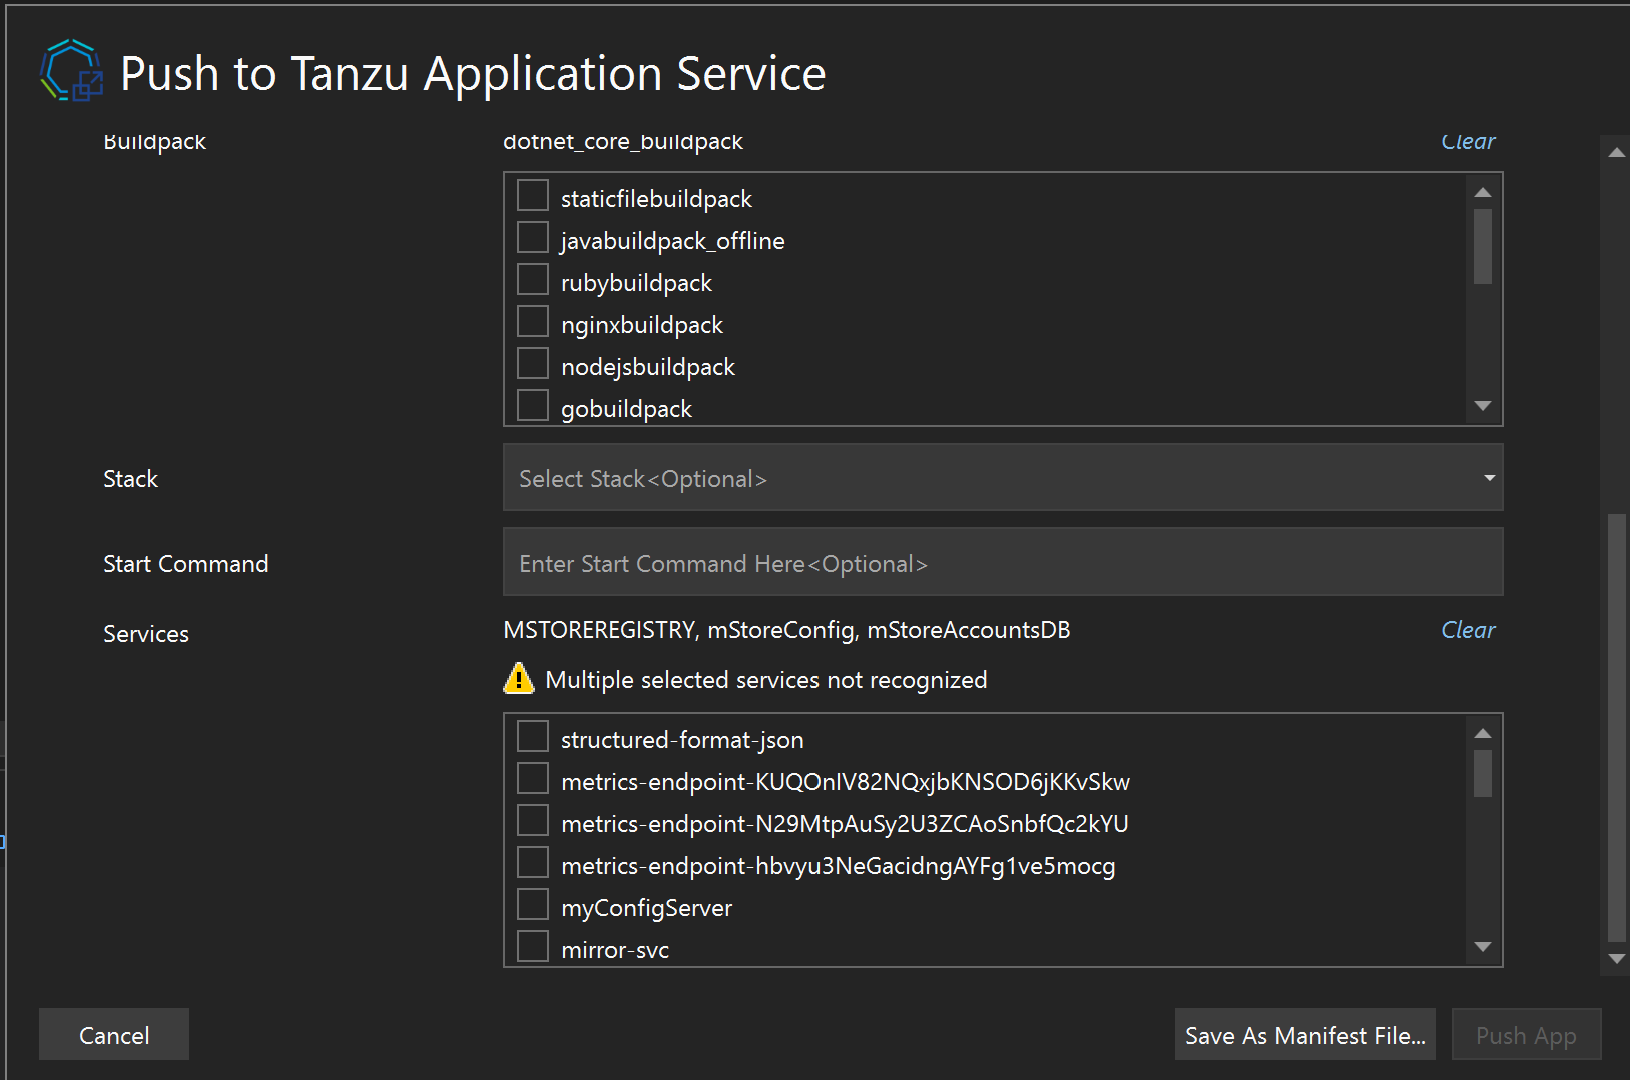 Push to Tanzu Application Service
Buildpack dotnet_core_buildpack Clear
staticfilebuildpack
javabuildpack_offline
rubybuildpack
nginxbuildpack
nodejsbuildpack
gobuildpack
Stack Select Stack<Optional>
Start Command Enter Start Command Here<Optional>
Services MSTOREREGISTRY, mStoreConfig, mStoreAccountsDB Clear
Multiple selected services not recognized
structured-format-json
metrics-endpoint-KUQOnIV82NQxjbKNSOD6jKKvSkw
metrics-endpoint-N29MtpAuSy2U3ZCAoSnbfQc2kYU
metrics-endpoint-hbvyu3NeGacidngAYFg1ve5mocg
myConfigServer
mirror-svc
Cancel Save As Manifest File... Push App